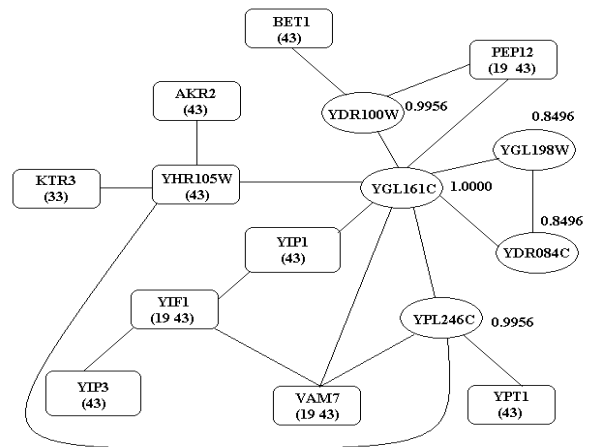 BET1
(43)
PEP12
(19 43)
AKR2
(43)
YDR100W
0.9956
0.8496
YGL198W
KTR3
(33)
YHR105W
(43)
YGL161C
1.0000
0.8496
YDR084C
YIP1
(43)
YIF1
(19 43)
YPL246C
0.9956
YIP3
(43)
VAM7
(19 43)
YPT1
(43)